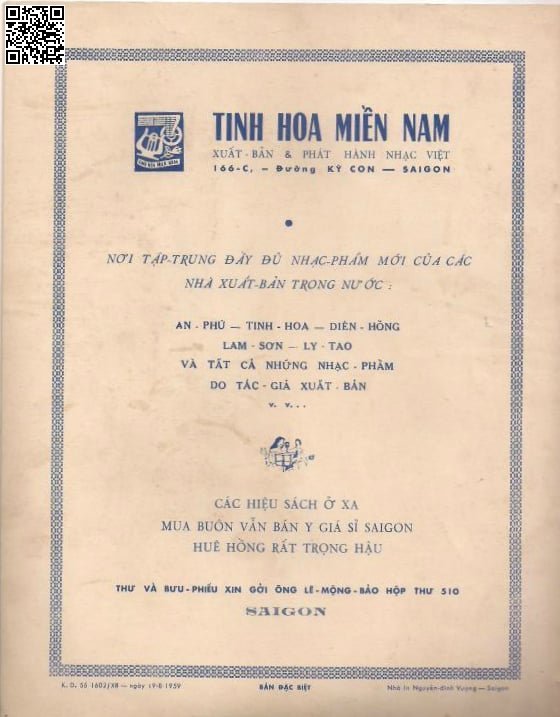 TINH HOA MIỀN NAM
XUẤT-BẢN & PHÁT HÀNH NHẠC VIỆT
166-C, – Đường KÝ CON — SAIGON
NƠI TẬP-TRUNG ĐẦY ĐỦ NHẠC-PHẨM MỚI CỦA CÁC
NHÀ XUẤT-BẢN TRONG NƯỚC :
AN - PHÚ — TINH - HOA — DIÊN - HỒNG
LAM - SƠN — LY - TAO
VÀ TẤT CẢ NHỮNG NHẠC - PHẨM
DO TÁC - GIẢ XUẤT - BẢN
v. v...
CÁC HIỆU SÁCH Ở XA
MUA BUÔN VẪN BÁN Y GIÁ SỈ SAIGON
HUÊ HỒNG RẤT TRỌNG HẬU
THƯ VÀ BƯU-PHIẾU XIN GỞI ÔNG LÊ-MỘNG-BẢO HỘP THƯ 510
SAIGON
K. D. Số 1602/XB — ngày 19-8-1959
BẢN ĐẶC BIỆT
Nhà in Nguyễn-đình Vượng — Saigon